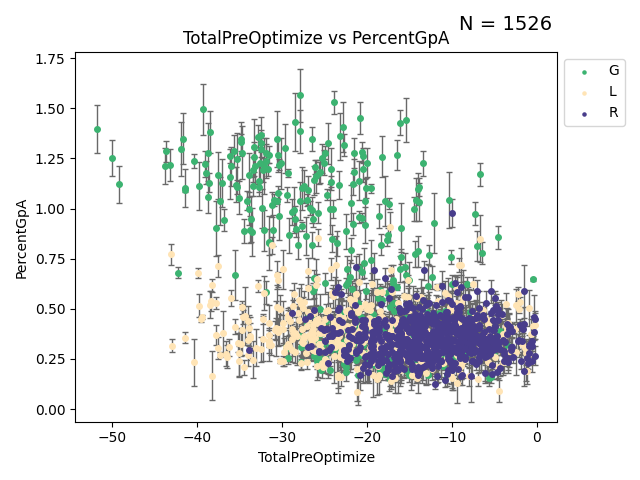 N = 1526
TotalPreOptimize vs PercentGpA
G
L
R
1.75
1.50
1.25
1.00
0.75
0.50
0.25
0.00
PercentGpA
−50
−40
−30
−20
−10
0
TotalPreOptimize